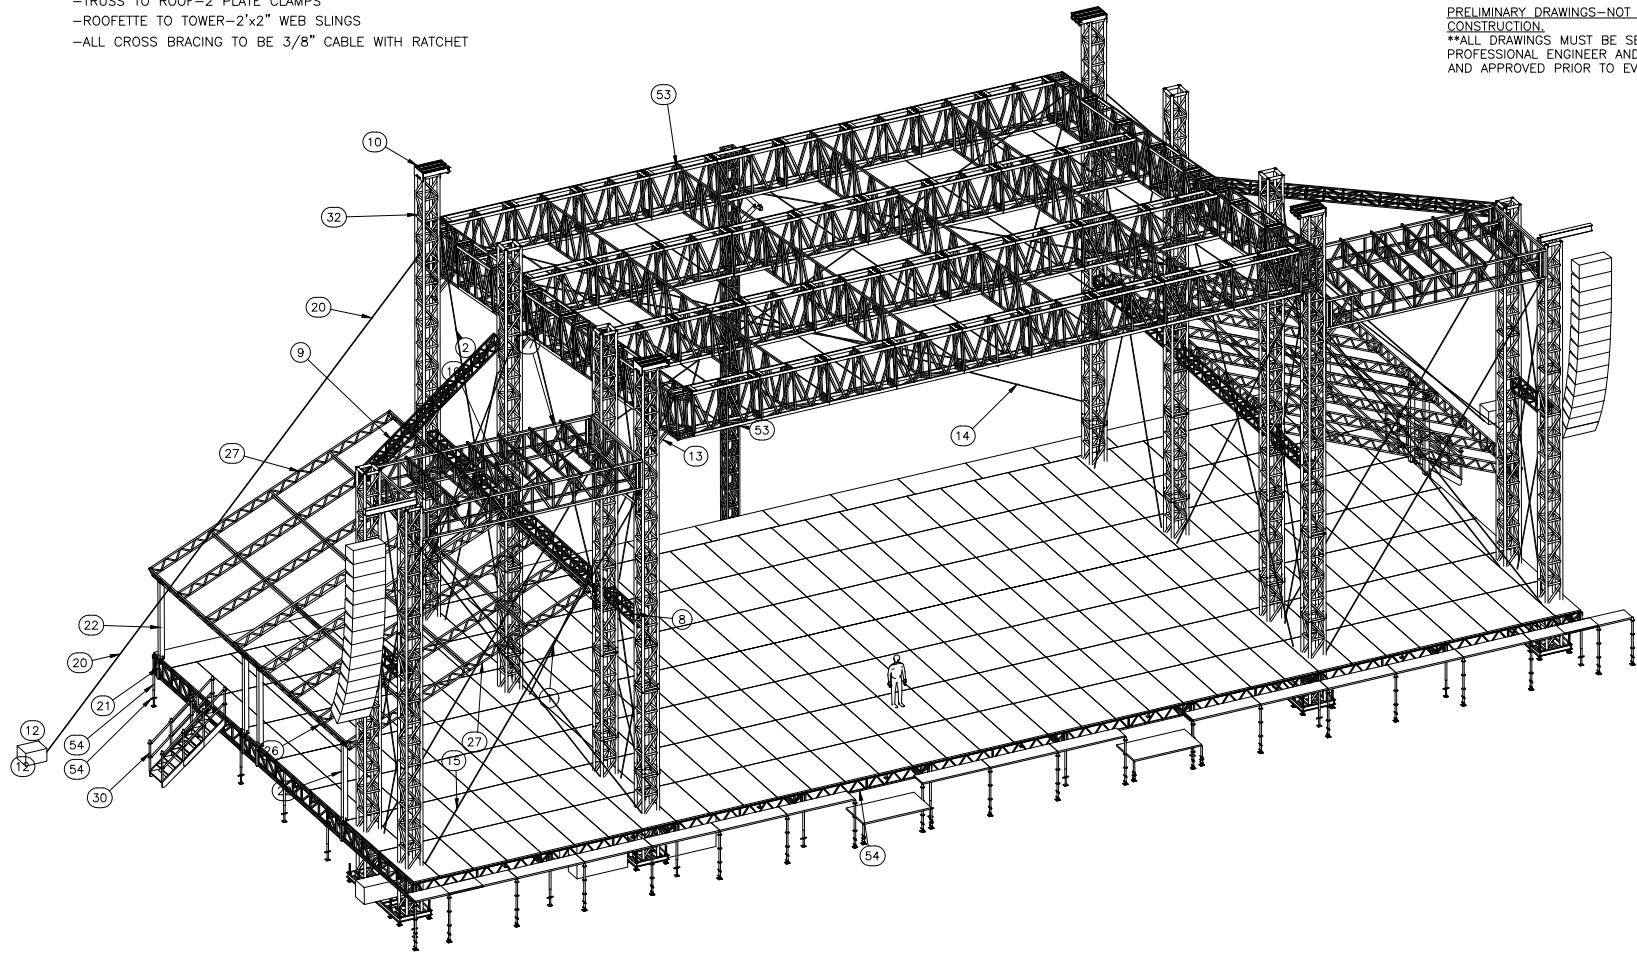 -TRUSS TO ROOF-2 PLATE CLAMPS
-ROOFETTE TO TOWER-2'x2" WEB SLINGS
-ALL CROSS BRACING TO BE 3/8" CABLE WITH RATCHET
PRELIMINARY DRAWINGS-NOT
CONSTRUCTION.
**ALL DRAWINGS MUST BE
PROFESSIONAL ENGINEER AND
AND APPROVED PRIOR TO
53
10
32
20
9
2
27
53
13
14
22
20
8
21
54
54
12
12
30
26
27
15
54